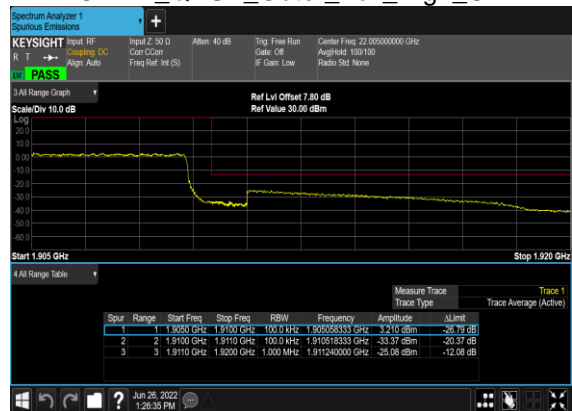 Spectrum Analyzer 1
Spurious Emissions
KEYSIGHT Input: RF Input Z: 50 Ω Atten: 40 dB Trig: Free Run Center Freq: 22.005000000 GHz
R T Coupling: DC Corr CCorr Gate: Off Avg|Hold: 100/100
Align: Auto Freq Ref: Int (S) IF Gain: Low Radio Std: None
LW PASS
3 All Range Graph
Ref Lvl Offset 7.80 dB
Scale/Div 10.0 dB Ref Value 30.00 dBm
Log
20.0
10.0
0.00
-10.0
-20.0
-30.0
-40.0
-50.0
-60.0
Start 1.905 GHz Stop 1.920 GHz
4 All Range Table
Measure Trace Trace 1
Trace Type Trace Average (Active)
Spur Range Start Freq Stop Freq RBW Frequency Amplitude ΔLimit
1 1 1.9050 GHz 1.9100 GHz 100.0 kHz 1.905058333 GHz 3.210 dBm -26.79 dB
2 2 1.9100 GHz 1.9110 GHz 100.0 kHz 1.910518333 GHz -33.37 dBm -20.37 dB
3 3 1.9110 GHz 1.9200 GHz 1.000 MHz 1.911240000 GHz -25.08 dBm -12.08 dB
? Jun 26, 2022
1:26:35 PM